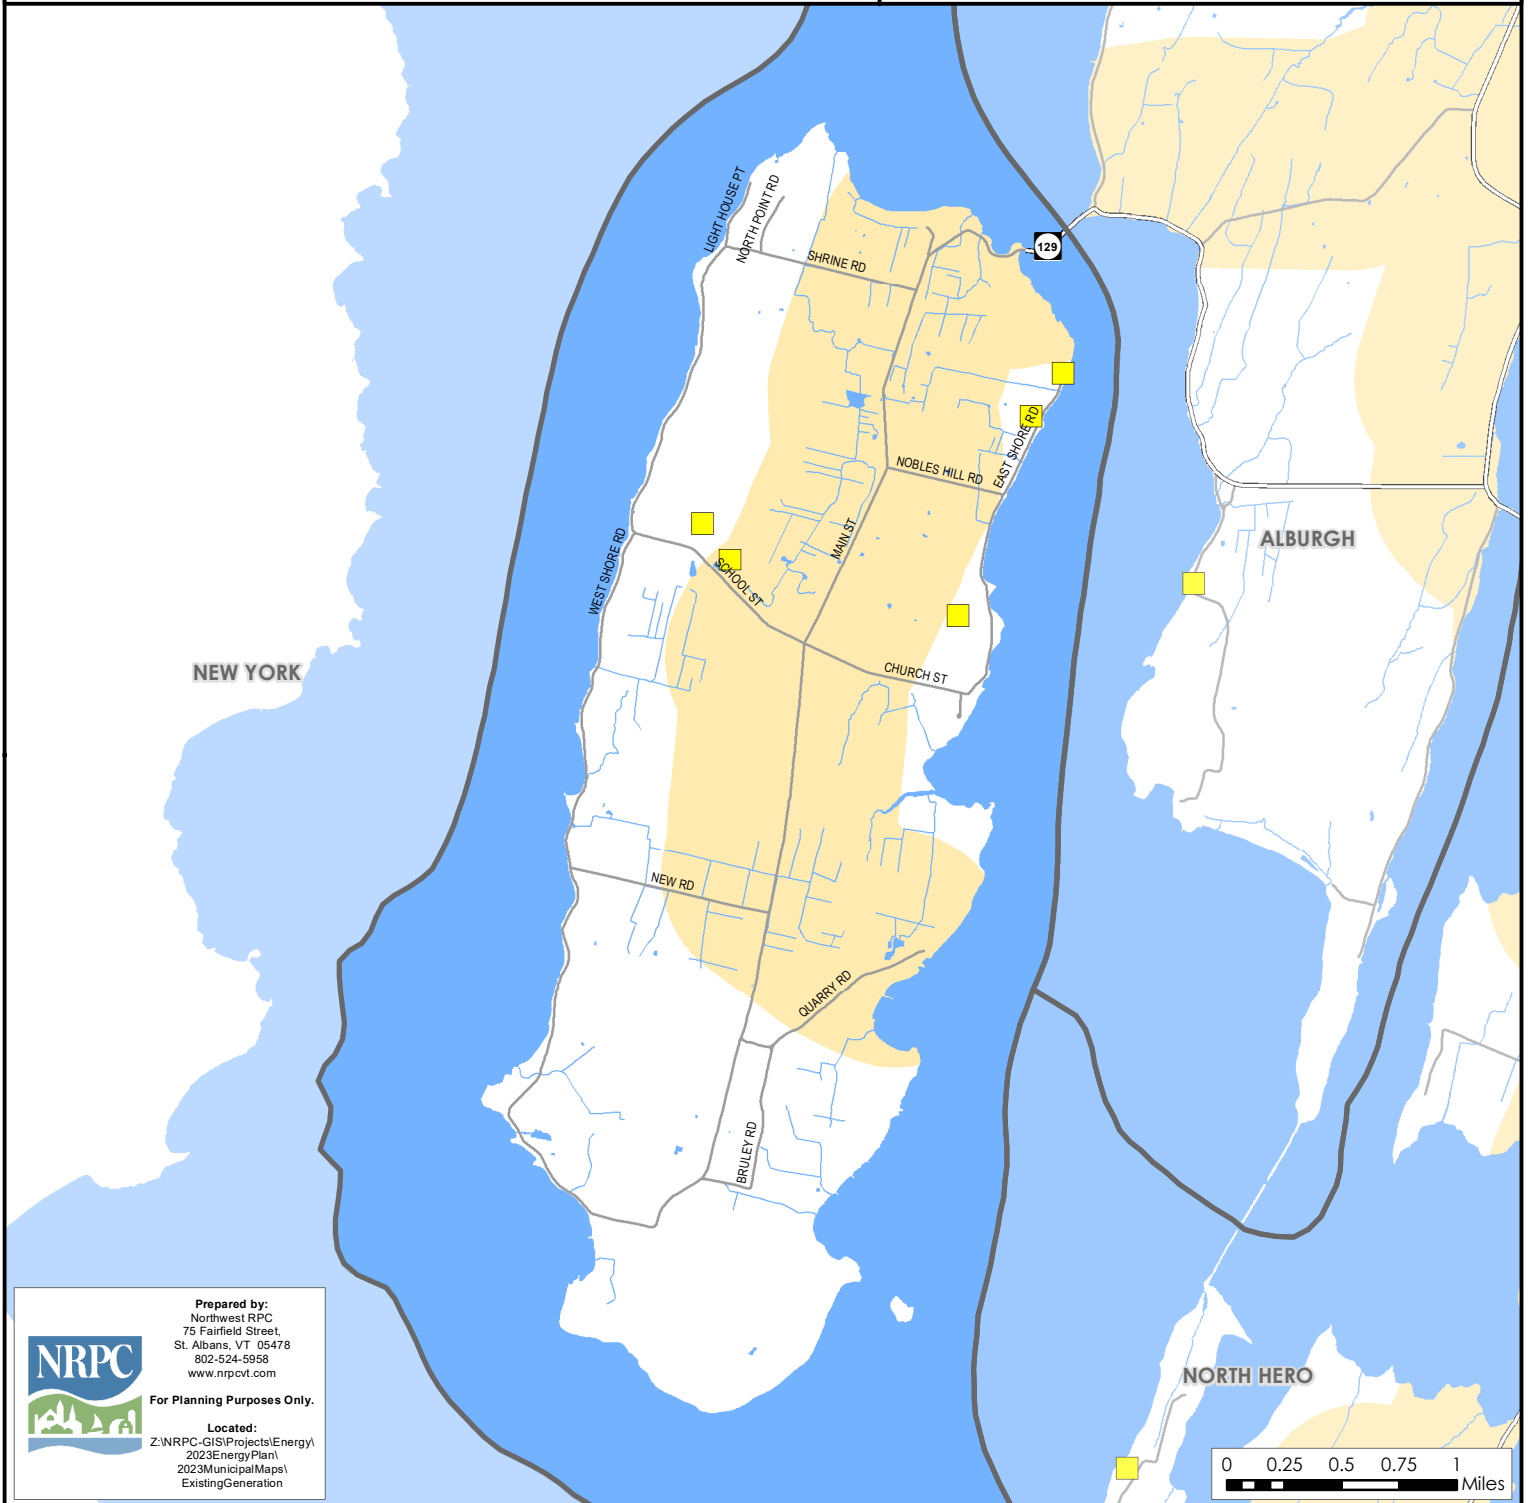 LIGHT HOUSE PT
NORTH POINT RD
SHRINE RD
129
EAST SHORE RD
NOBLES HILL RD
MAIN ST
WEST SHORE RD
SCHOOL ST
ALBURGH
NEW YORK
CHURCH ST
NEW RD
QUARRY RD
BRULEY RD
NORTH HERO
NRPC
Prepared by:
Northwest RPC
75 Fairfield Street,
St. Albans, VT 05478
802-524-5958
www.nrpcvt.com
For Planning Purposes Only.
Located:
Z:\NRPC-GIS\Projects\Energy\
2023EnergyPlan\
2023MunicipalMaps\
ExistingGeneration
0 0.25 0.5 0.75 1
Miles